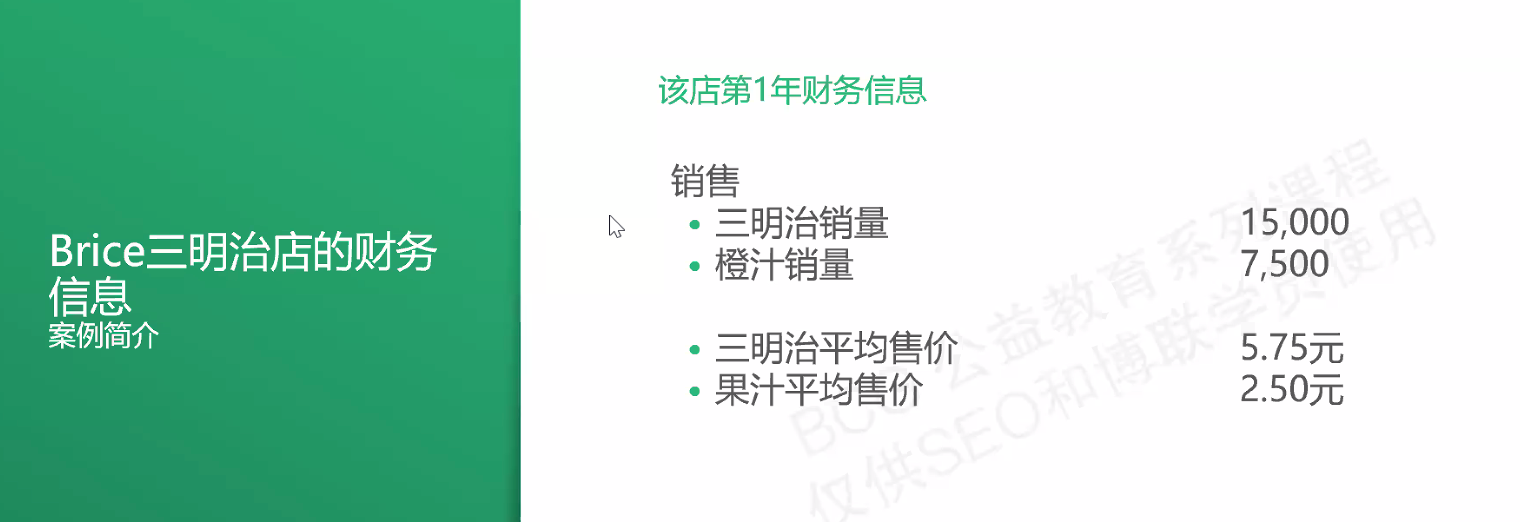 Brice三明治店的财务
信息
案例简介
该店第1年财务信息
销售
• 三明治销量 15,000
• 橙汁销量 7,500
• 三明治平均售价 5.75元
• 果汁平均售价 2.50元
公益教育系列课程
仅供SEO和博联学员使用